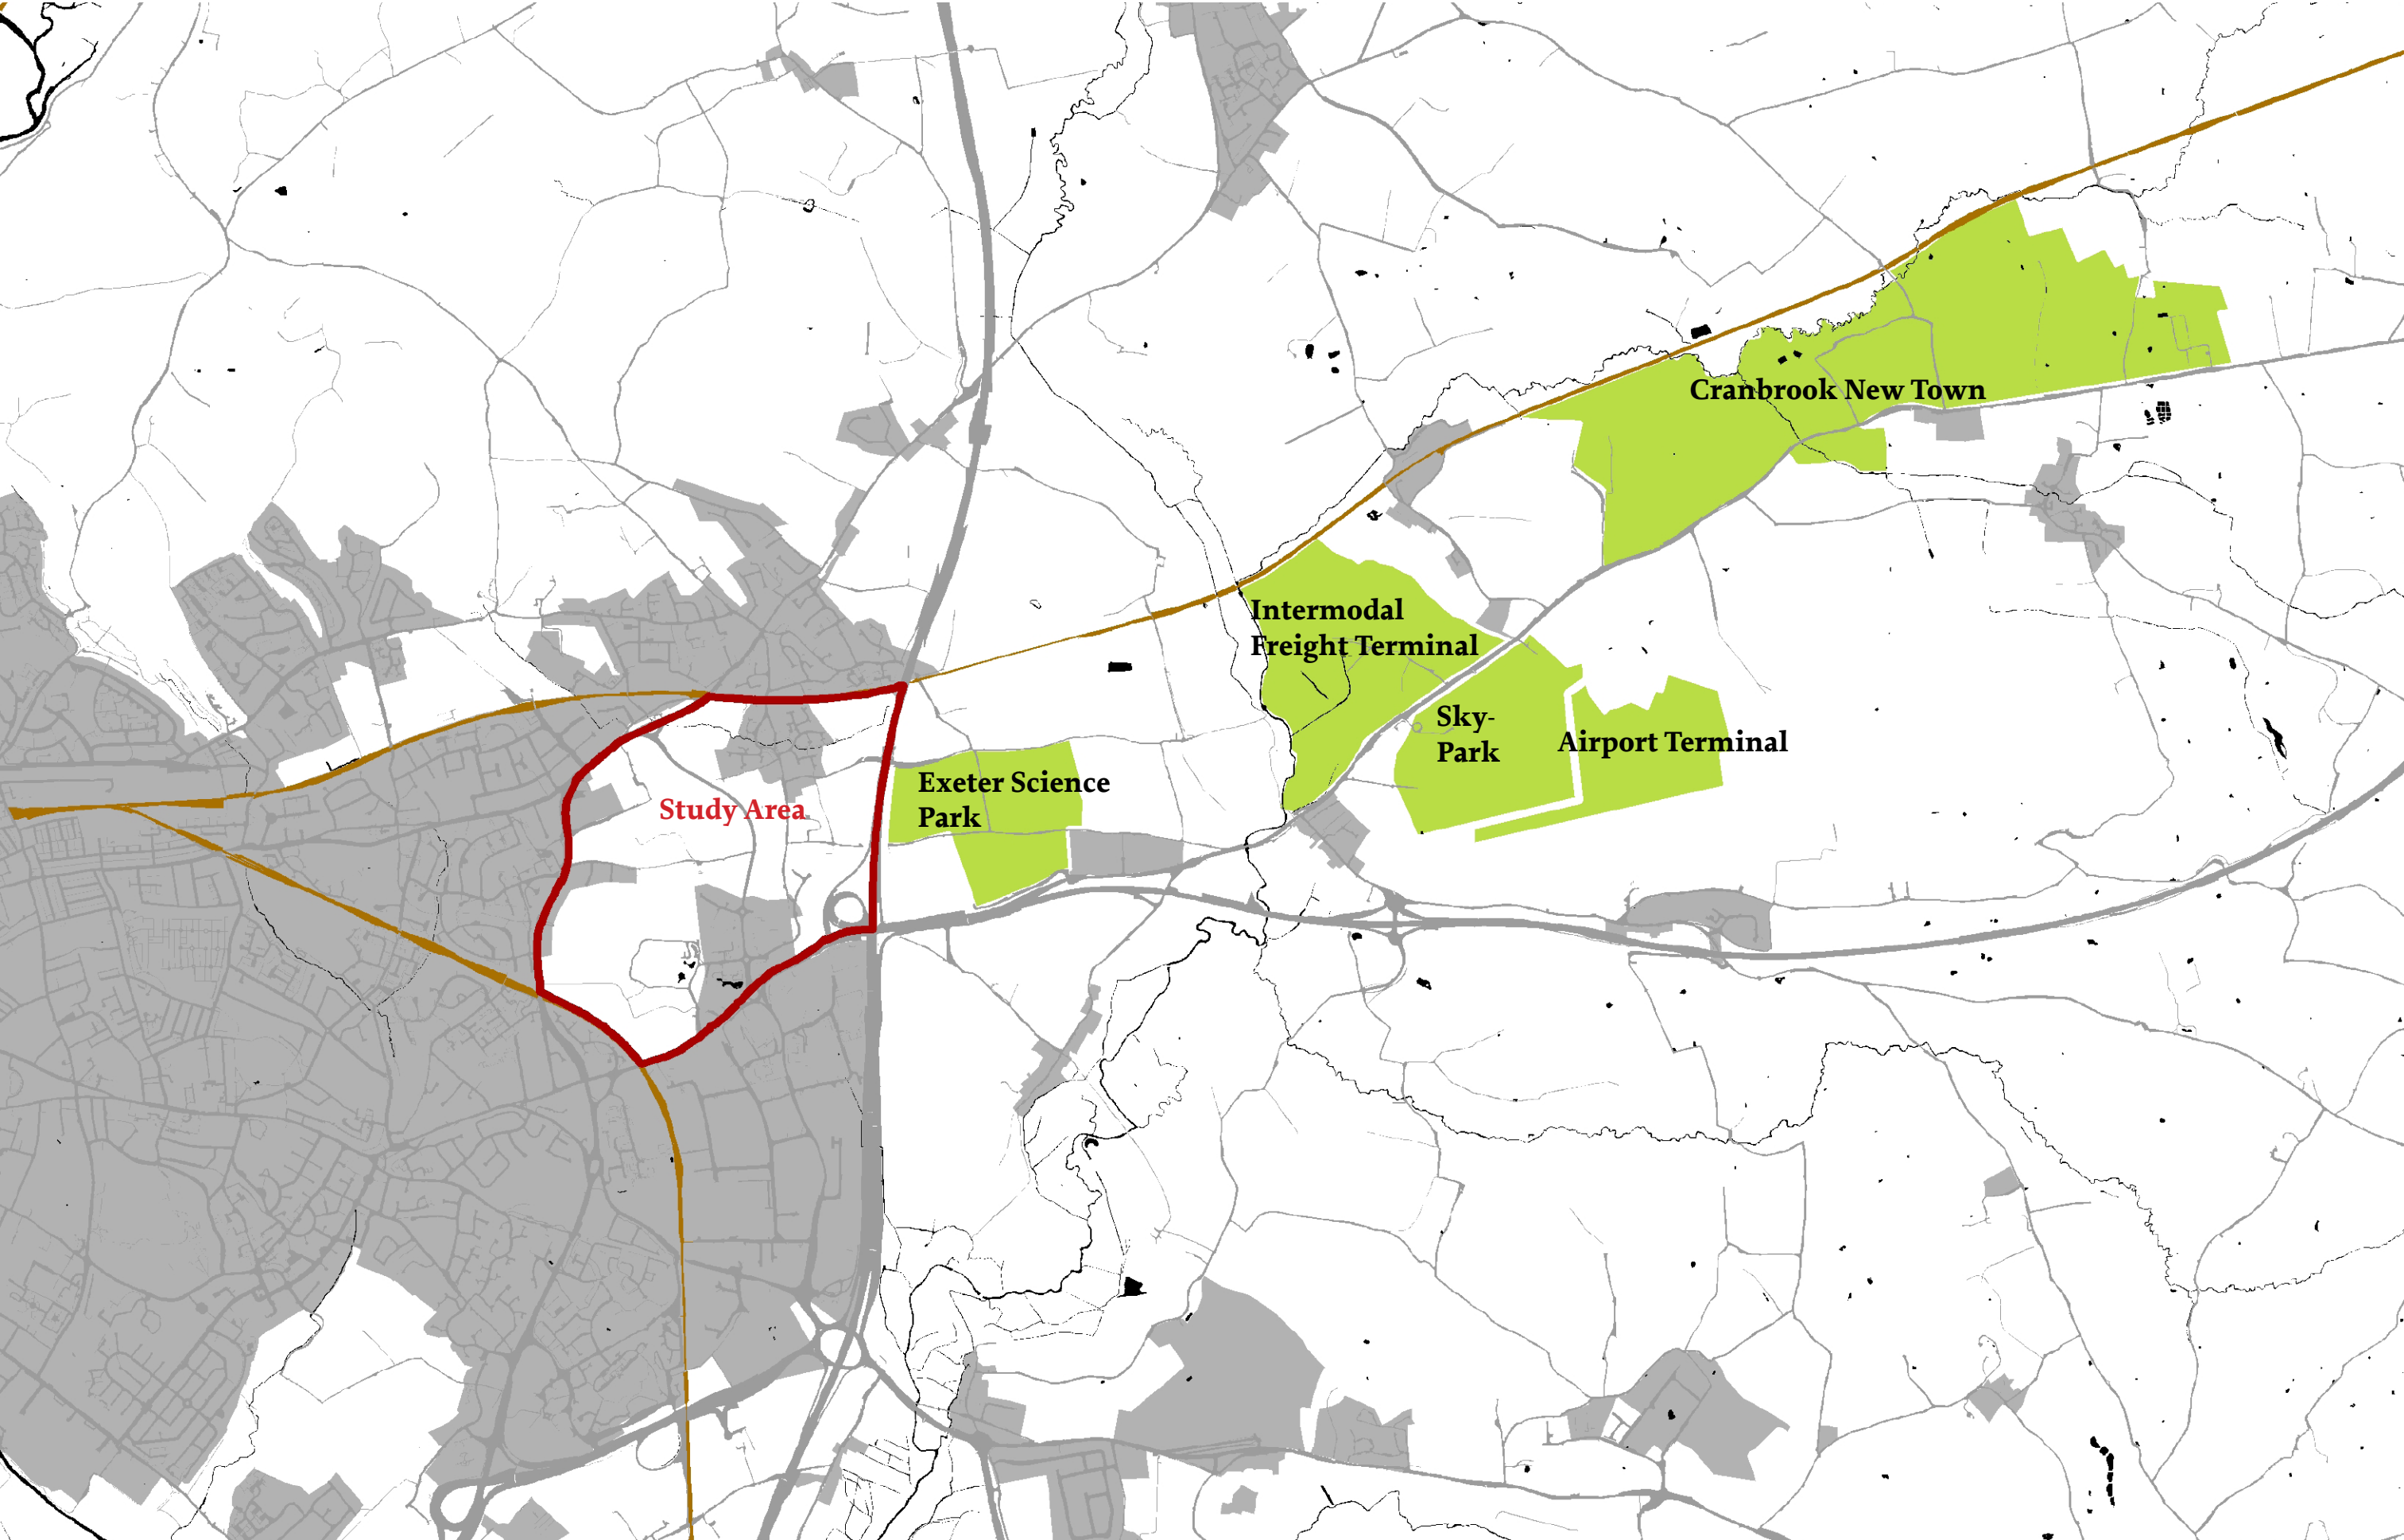 Cranbrook New Town
Intermodal
Freight Terminal
Sky-
Park
Airport Terminal
Exeter Science
Park
Study Area